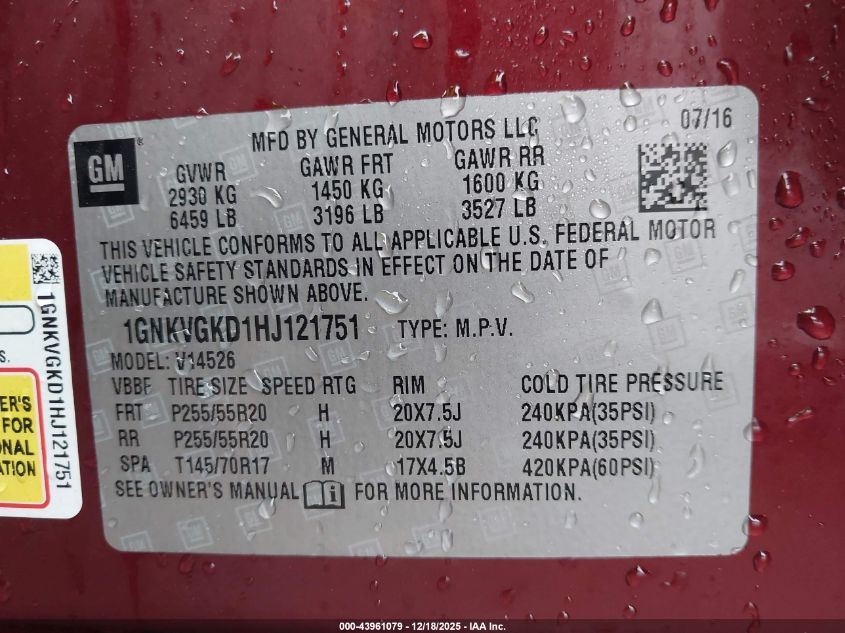 07/16
MFD BY GENERAL MOTORS LLC
GM
GVWR GAWR FRT GAWR RR
2930 KG 1450 KG 1600 KG
6459 LB 3196 LB 3527 LB
THIS VEHICLE CONFORMS TO ALL APPLICABLE U.S. FEDERAL MOTOR
VEHICLE SAFETY STANDARDS IN EFFECT ON THE DATE OF
MANUFACTURE SHOWN ABOVE.
1GNKVGKD1HJ121751 TYPE: M.P.V.
MODEL: V14526
VBBF TIRE SIZE SPEED RTG RIM COLD TIRE PRESSURE
FRT P255/55R20 H 20X7.5J 240KPA(35PSI)
RR P255/55R20 H 20X7.5J 240KPA(35PSI)
SPA T145/70R17 M 17X4.5B 420KPA(60PSI)
SEE OWNER'S MANUAL i FOR MORE INFORMATION.
1GNKVGKD1HJ121751
S.
ER'S
FOR
ONAL
ATION
000-43961079 - 12/18/2025 - IAA Inc.